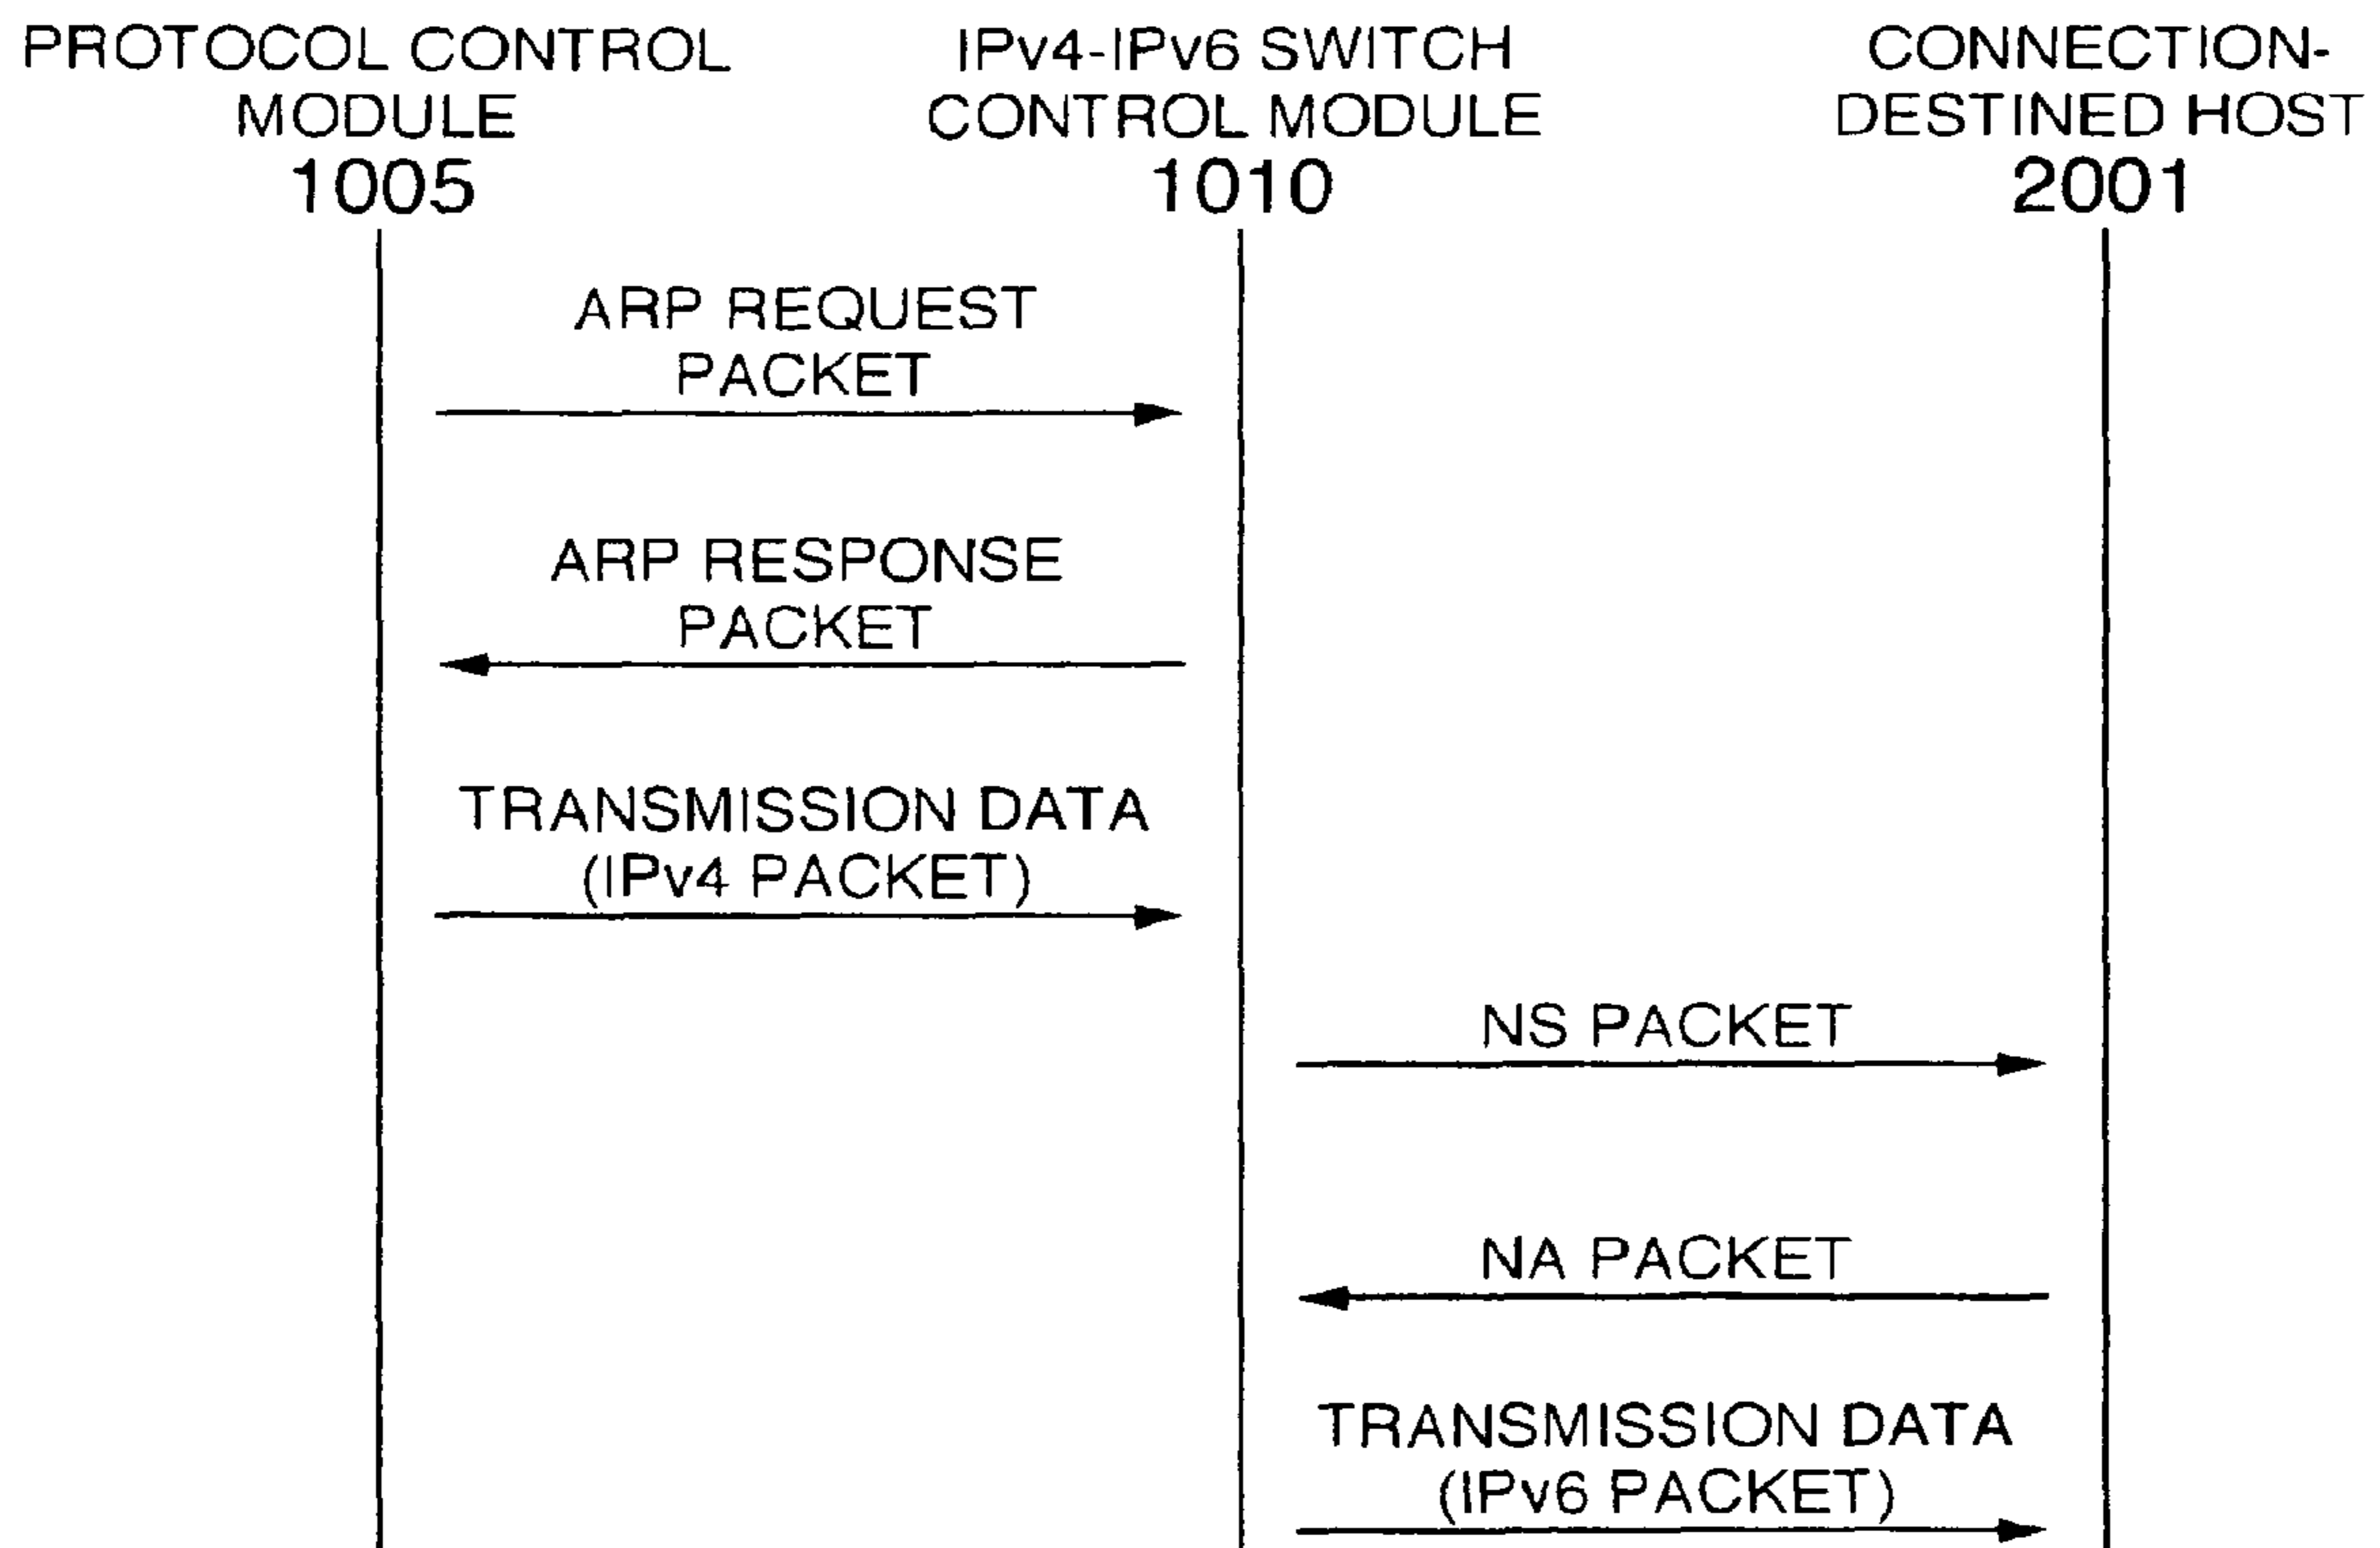 PROTOCOL CONTROL
MODULE
1005
IPv4-IPv6 SWITCH
CONTROL MODULE
1010
CONNECTION-
DESTINED HOST
2001
ARP REQUEST
PACKET
ARP RESPONSE
PACKET
TRANSMISSION DATA
(IPv4 PACKET)
NS PACKET
NA PACKET
TRANSMISSION DATA
(IPv6 PACKET)